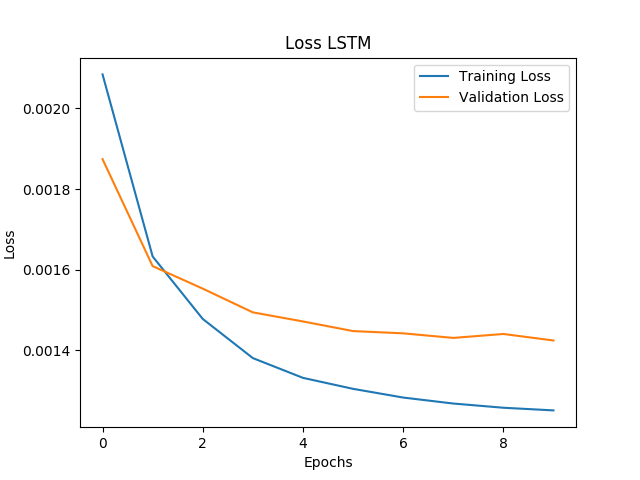 Loss LSTM
Training Loss
Validation Loss
0.0020
0.0018
0.0016
0.0014
Loss
0 2 4 6 8
Epochs